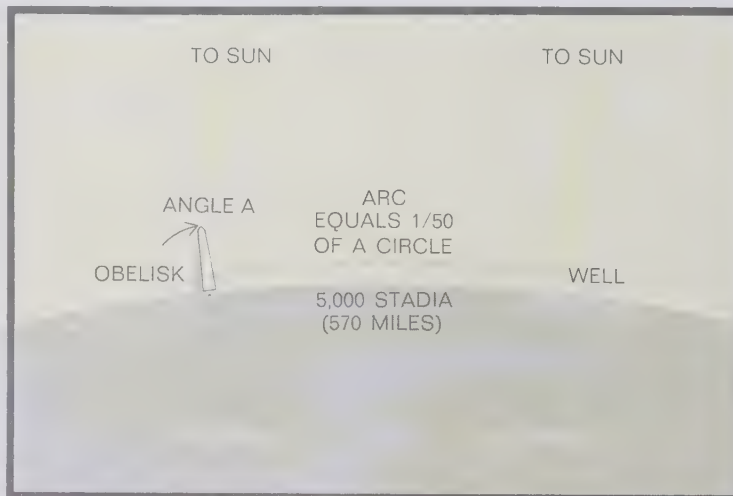 TO SUN
TO SUN
ANGLE A
ARC
EQUALS 1/50
OF A CIRCLE
OBELISK
WELL
5,000 STADIA
(570 MILES)